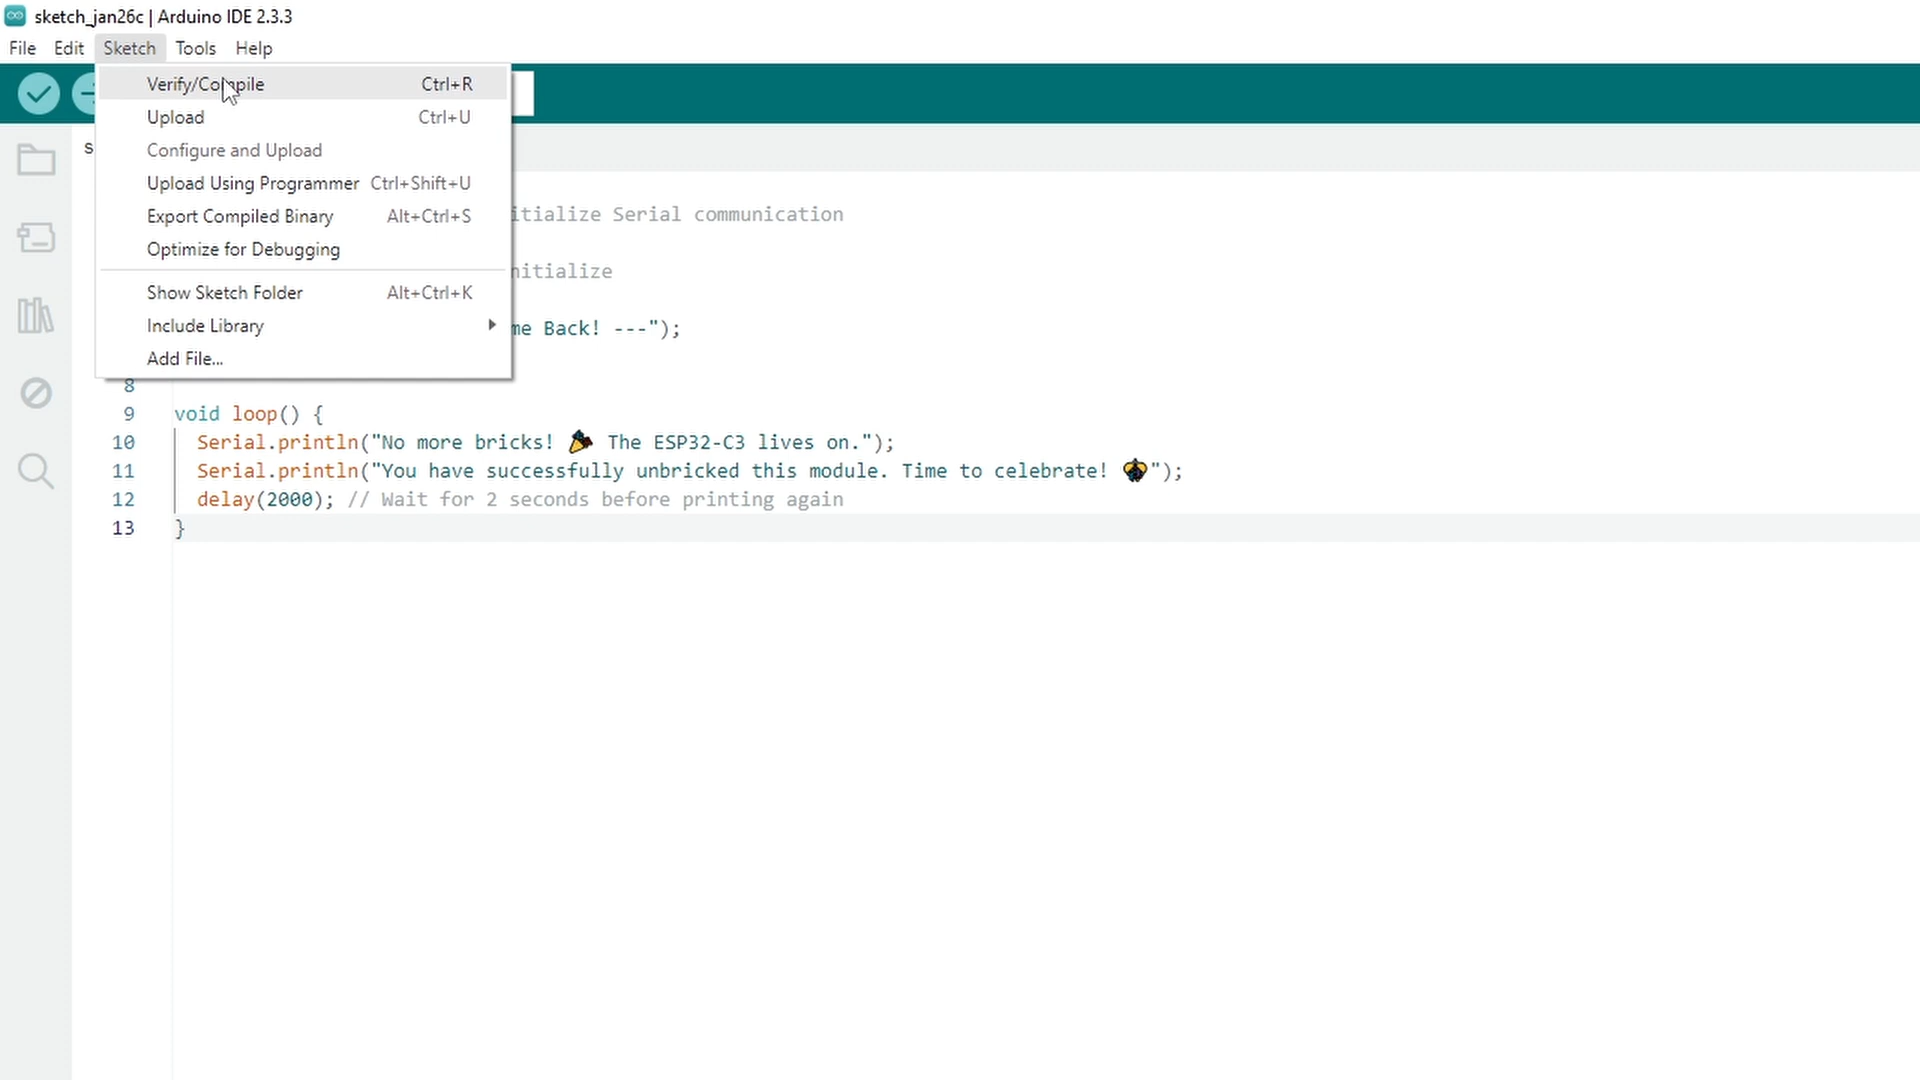 sketch_jan26c | Arduino IDE 2.3.3
File Edit Sketch Tools Help
Verify/Compile Ctrl+R
Upload Ctrl+U
Configure and Upload
Upload Using Programmer Ctrl+Shift+U
Export Compiled Binary Alt+Ctrl+S
Optimize for Debugging
Show Sketch Folder Alt+Ctrl+K
Include Library
Add File...
s
itialize Serial communication
nitialize
me Back! ---");
8
9 void loop() {
10 Serial.println("No more bricks! 🎉 The ESP32-C3 lives on.");
11 Serial.println("You have successfully unbricked this module. Time to celebrate! ");
12 delay(2000); // Wait for 2 seconds before printing again
13 }